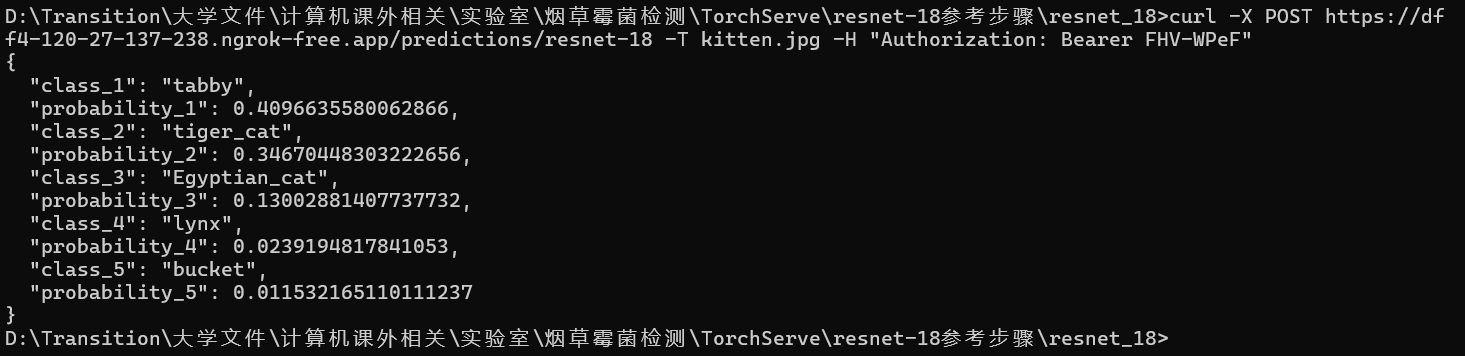 D:\Transition\大学文件\计算机课外相关\实验室\烟草霉菌检测\TorchServe\resnet-18参考步骤\resnet_18>curl -X POST https://df
f4-120-27-137-238.ngrok-free.app/predictions/resnet-18 -T kitten.jpg -H "Authorization: Bearer FHV-WPeF"
{
  "class_1": "tabby",
  "probability_1": 0.4096635580062866,
  "class_2": "tiger_cat",
  "probability_2": 0.34670448303222656,
  "class_3": "Egyptian_cat",
  "probability_3": 0.13002881407737732,
  "class_4": "lynx",
  "probability_4": 0.0239194817841053,
  "class_5": "bucket",
  "probability_5": 0.011532165110111237
}
D:\Transition\大学文件\计算机课外相关\实验室\烟草霉菌检测\TorchServe\resnet-18参考步骤\resnet_18>